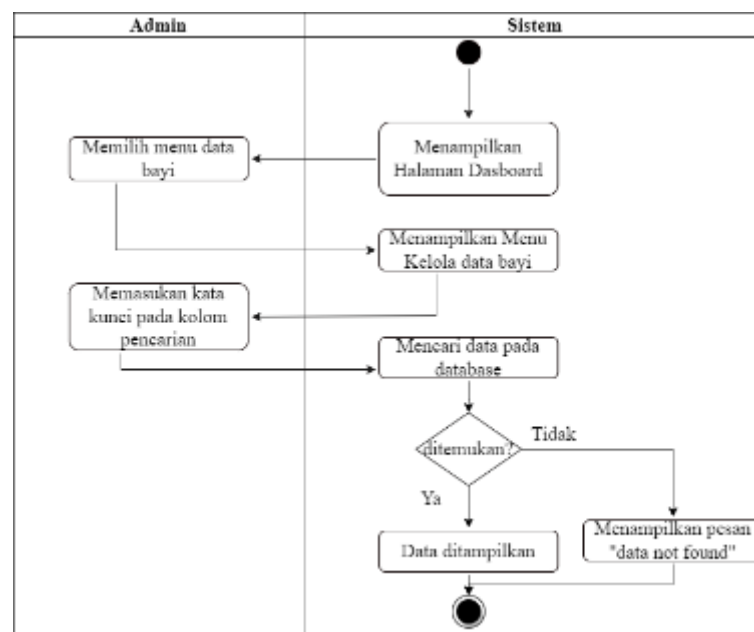 Admin
Sistem
Menampilkan
Halaman Dasboard
Memilih menu data
bayi
Menampilkan Menu
Kelola data bayi
Memasukan kata
kunci pada kolom
pencarian
Mencari data pada
database
ditemukan?
Tidak
Ya
Data ditampilkan
Menampilkan pesan
"data not found"